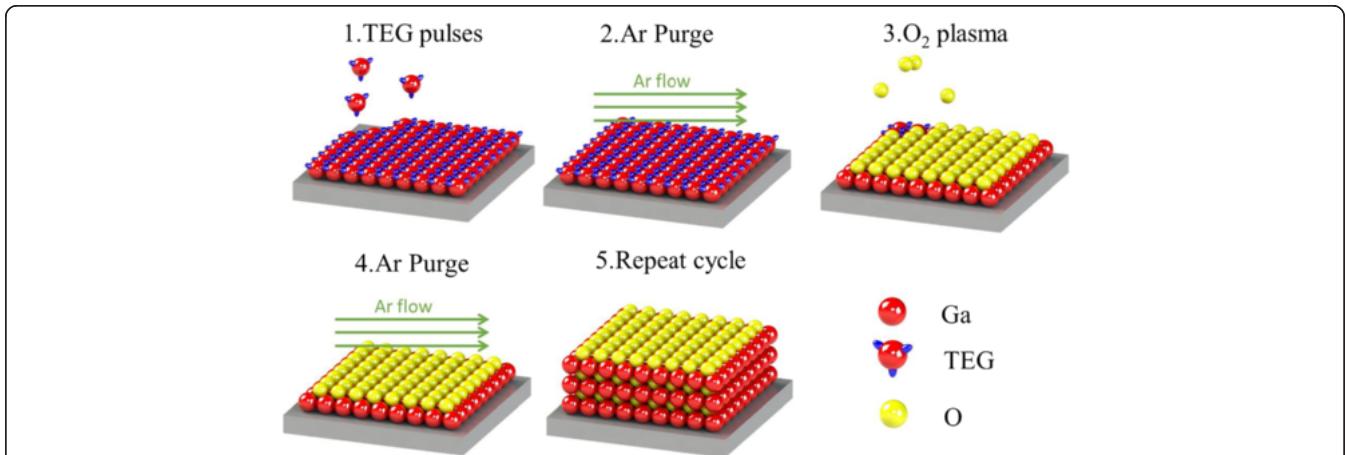 1.TEG pulses
2.Ar Purge
3.O₂ plasma
Ar flow
4.Ar Purge
5.Repeat cycle
Ar flow
Ga
TEG
O